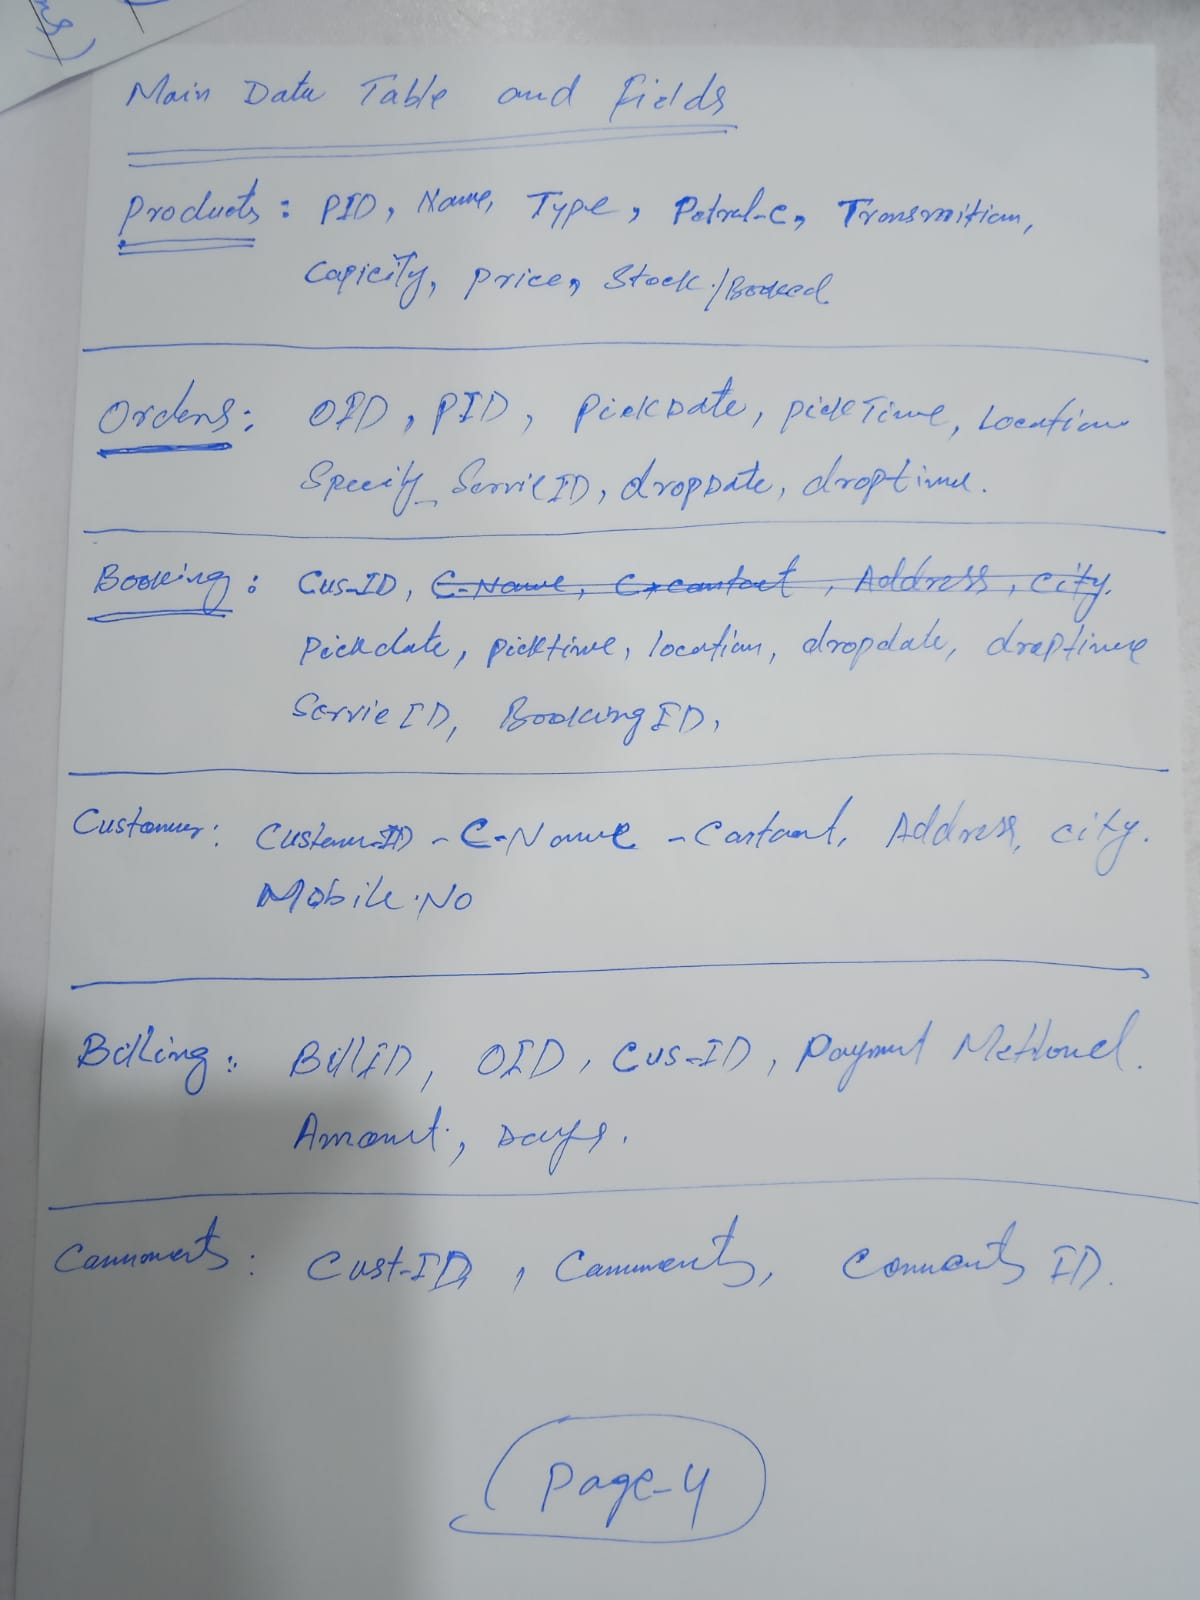 ns)
Main Data Table and fields
Products : PID, Name, Type, Petrol-C, Transmition,
Capicity, price, Stock/Booked
Orders: OID, PID, PickDate, pickTime, Location
Specify_ServieID, dropDate, droptime.
Booking : Cus-ID, C-Name, C-contact, Address, city.
Pickdate, picktime, location, dropdate, droptime
ServieID, BookingID,
Customer: Custemer-ID - C-Name - Contact, Address, city.
Mobile.No
Billing: BillID, OID, Cus-ID, Payment Method.
Amount, Days.
Comments: Cust-ID, Comments, Comments ID.
Page-4